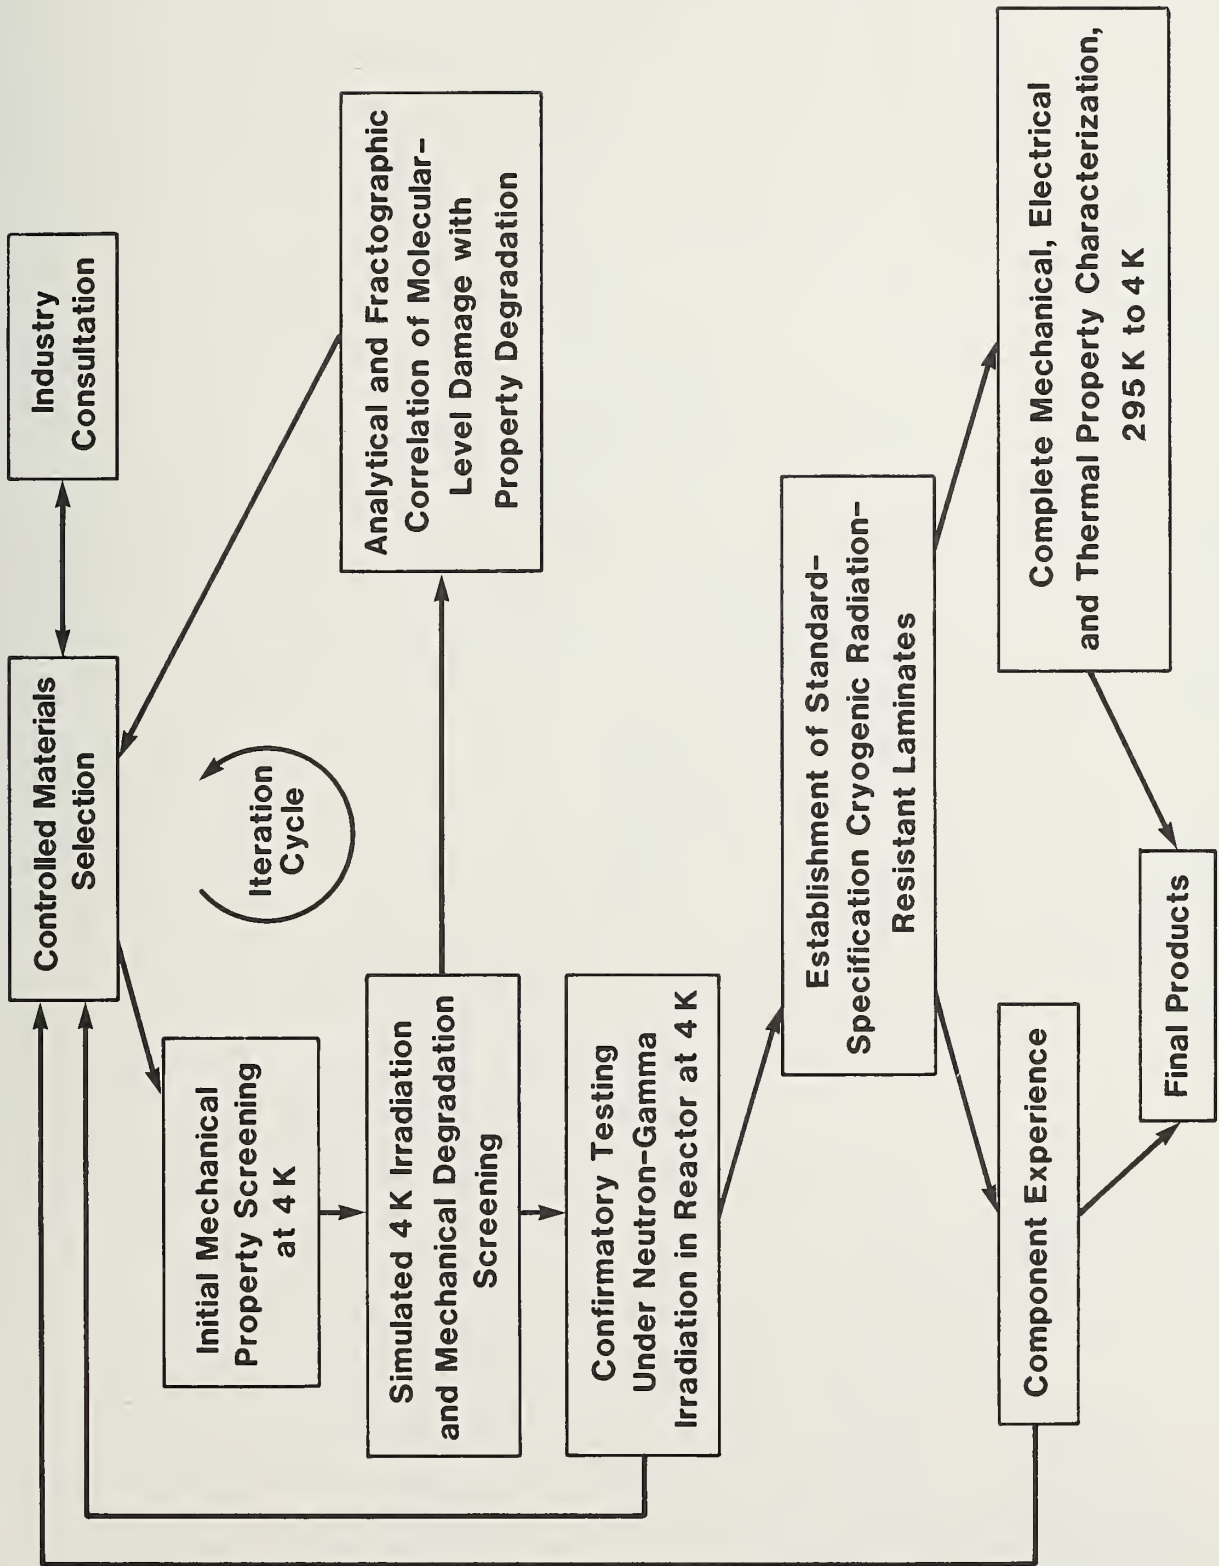 Industry
Consultation
Controlled Materials
Selection
Analytical and Fractographic
Correlation of Molecular-
Level Damage with
Property Degradation
Iteration
Cycle
Initial Mechanical
Property Screening
at 4 K
Simulated 4 K Irradiation
and Mechanical Degradation
Screening
Confirmatory Testing
Under Neutron-Gamma
Irradiation in Reactor at 4 K
Establishment of Standard-
Specification Cryogenic Radiation-
Resistant Laminates
Component Experience
Complete Mechanical, Electrical
and Thermal Property Characterization,
295 K to 4 K
Final Products